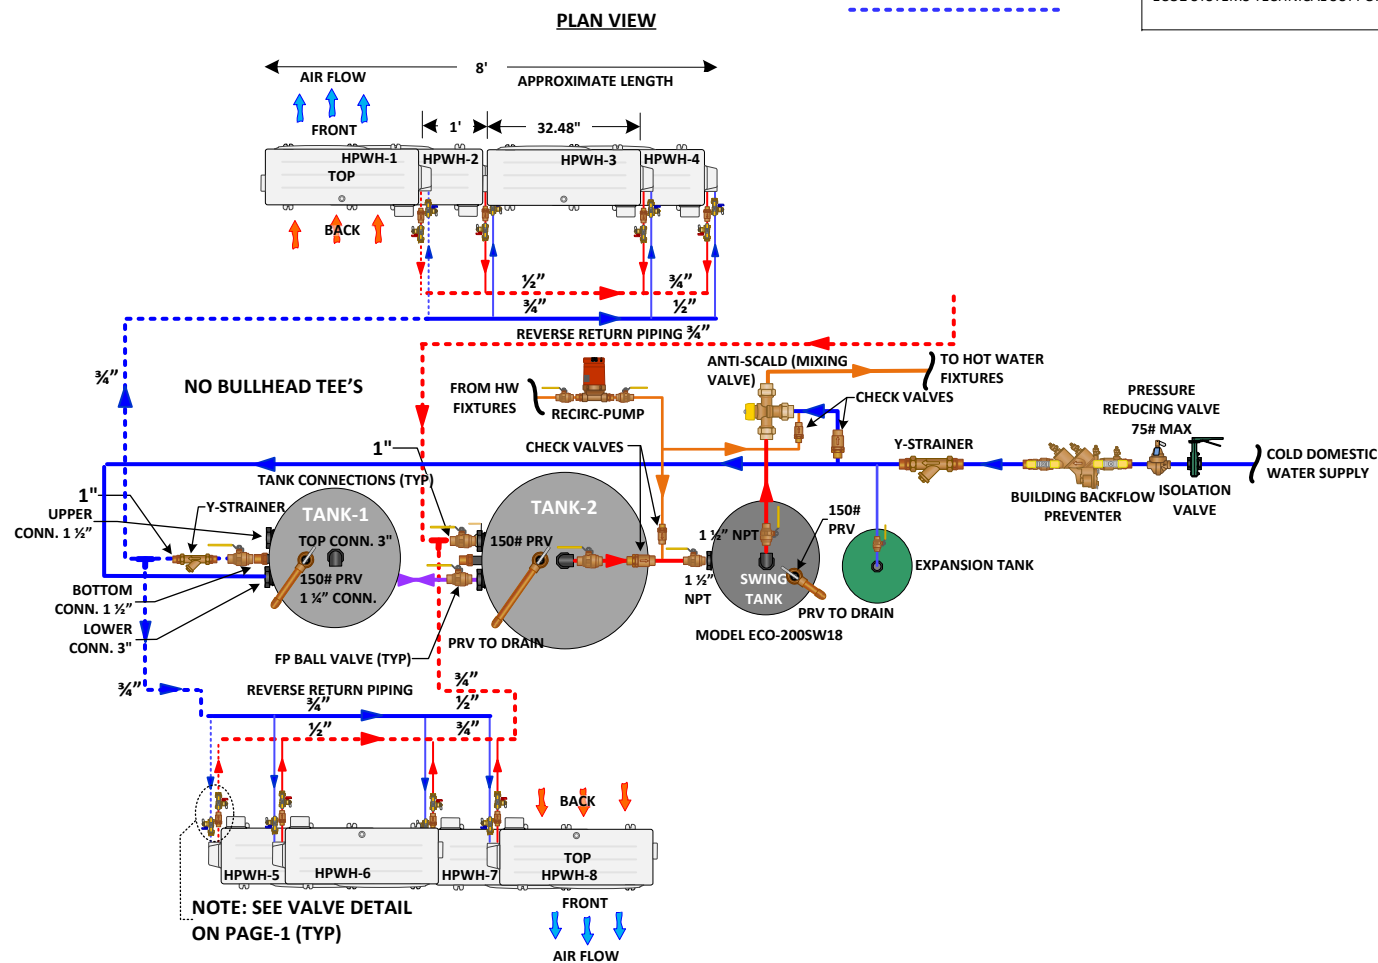 PLAN VIEW
8'
APPROXIMATE LENGTH
AIR FLOW
FRONT
1'
32.48"
HPWH-1
HPWH-2
HPWH-3
HPWH-4
TOP
BACK
½”
¾”
¾”
½”
REVERSE RETURN PIPING ¾”
¾”
NO BULLHEAD TEE’S
FROM HW
FIXTURES
RECIRC-PUMP
ANTI-SCALD (MIXING
VALVE)
TO HOT WATER
FIXTURES
CHECK VALVES
PRESSURE
REDUCING VALVE
75# MAX
Y-STRAINER
COLD DOMESTIC
WATER SUPPLY
BUILDING BACKFLOW
PREVENTER
ISOLATION
VALVE
1"
CHECK VALVES
TANK CONNECTIONS (TYP)
1"
UPPER
CONN. 1 ½”
Y-STRAINER
TANK-1
TOP CONN. 3"
150# PRV
1 ¼” CONN.
TANK-2
150# PRV
1 ½” NPT
150#
PRV
1 ½”
NPT
SWING
TANK
EXPANSION TANK
PRV TO DRAIN
MODEL ECO-200SW18
BOTTOM
CONN. 1 ½”
LOWER
CONN. 3"
FP BALL VALVE (TYP)
PRV TO DRAIN
¾”
REVERSE RETURN PIPING
¾”
½”
¾”
½”
¾”
BACK
TOP
HPWH-5
HPWH-6
HPWH-7
HPWH-8
FRONT
AIR FLOW
NOTE: SEE VALVE DETAIL
ON PAGE-1 (TYP)